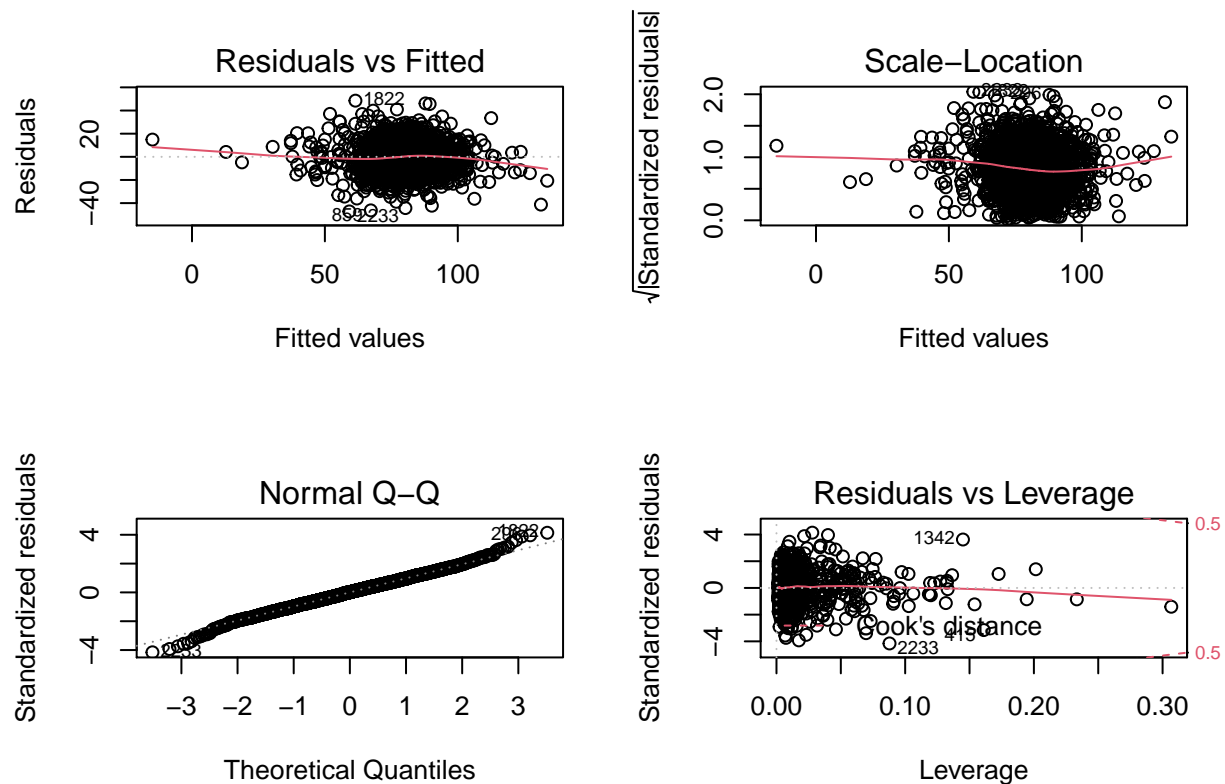 Residuals vs Fitted
Residuals
20
−40
0
50
100
Fitted values
1822
2233
Scale−Location
√|Standardized residuals|
0.0
1.0
2.0
0
50
100
Fitted values
Normal Q−Q
Standardized residuals
−4
0
4
−3
−2
−1
0
1
2
3
Theoretical Quantiles
Residuals vs Leverage
Standardized residuals
−4
0
4
0.00
0.10
0.20
0.30
Leverage
1342
2233
Cook's distance
0.5
0.5